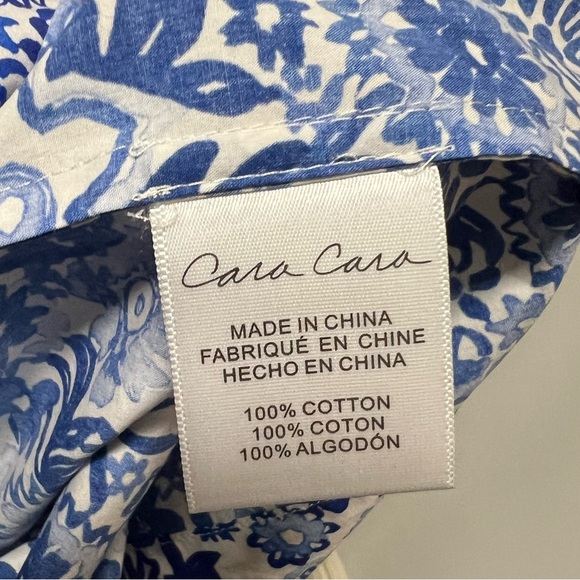 Cara Cara
MADE IN CHINA
FABRIQUÉ EN CHINE
HECHO EN CHINA
100% COTTON
100% COTON
100% ALGODÓN